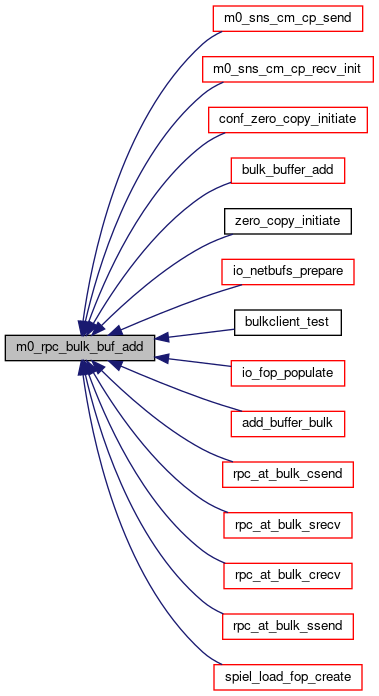 m0_sns_cm_cp_send
m0_sns_cm_cp_recv_init
conf_zero_copy_initiate
bulk_buffer_add
zero_copy_initiate
io_netbufs_prepare
bulkclient_test
m0_rpc_bulk_buf_add
io_fop_populate
add_buffer_bulk
rpc_at_bulk_csend
rpc_at_bulk_srecv
rpc_at_bulk_crecv
rpc_at_bulk_ssend
spiel_load_fop_create